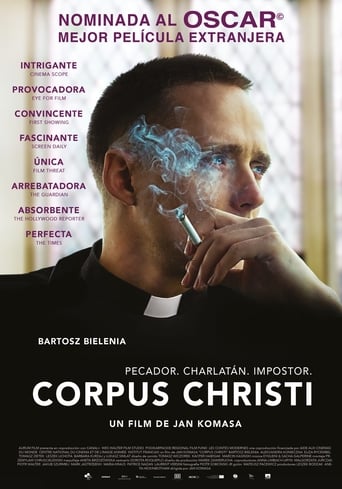 NOMINADA AL OSCAR©
MEJOR PELÍCULA EXTRANJERA
INTRIGANTE
CINEMA SCOPE
PROVOCADORA
EYE FOR FILM
CONVINCENTE
FIRST SHOWING
FASCINANTE
SCREEN DAILY
ÚNICA
FILM THREAT
ARREBATADORA
THE GUARDIAN
ABSORBENTE
THE HOLLYWOOD REPORTER
PERFECTA
THE TIMES
BARTOSZ BIELENIA
PECADOR. CHARLATÁN. IMPOSTOR.
CORPUS CHRISTI
UN FILM DE JAN KOMASA